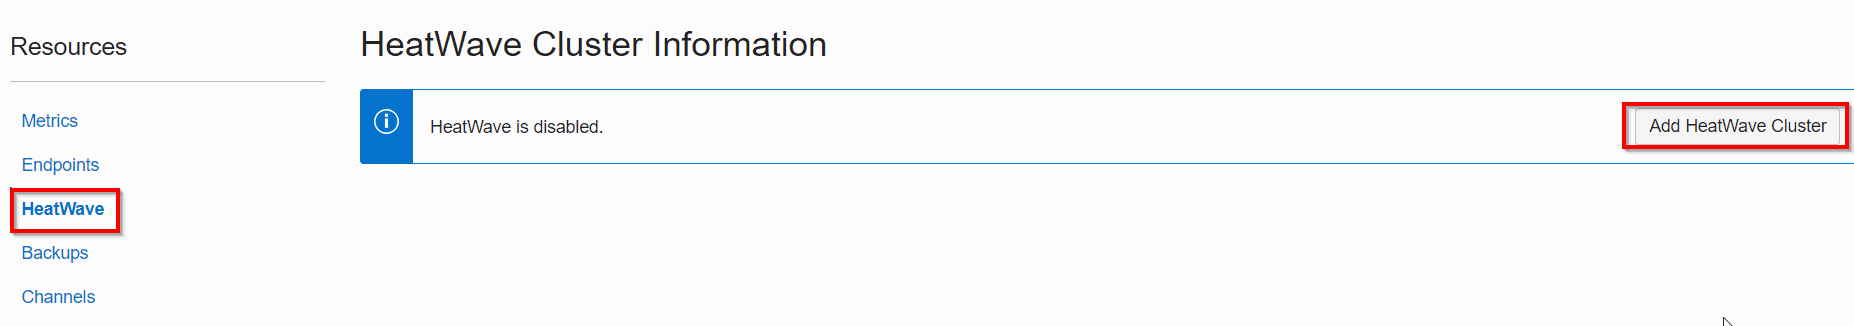 Resources
Metrics
Endpoints
HeatWave
Backups
Channels
HeatWave Cluster Information
HeatWave is disabled.
Add HeatWave Cluster